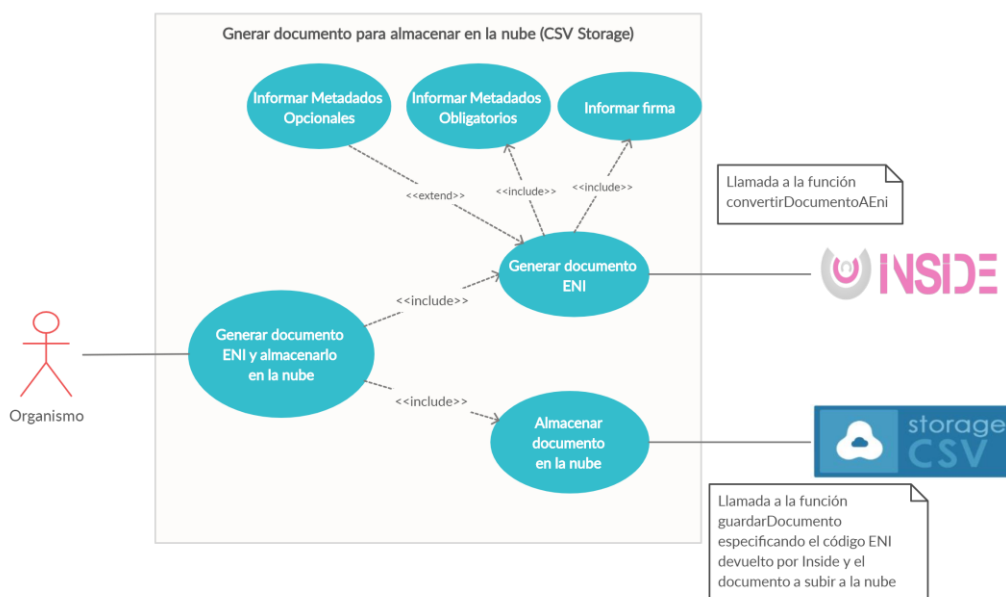 Gnerar documento para almacenar en la nube (CSV Storage)
Informar Metadados
Opcionales
Informar Metadados
Obligatorios
Informar firma
<<extend>>
<<include>>
<<include>>
Llamada a la función
convertirDocumentoAEni
Generar documento
ENI
INSIDE
<<include>>
Generar documento
ENI y almacenarlo
en la nube
Organismo
<<include>>
Almacenar
documento
en la nube
storage
CSV
Llamada a la función
guardarDocumento
especificando el código ENI
devuelto por Inside y el
documento a subir a la nube